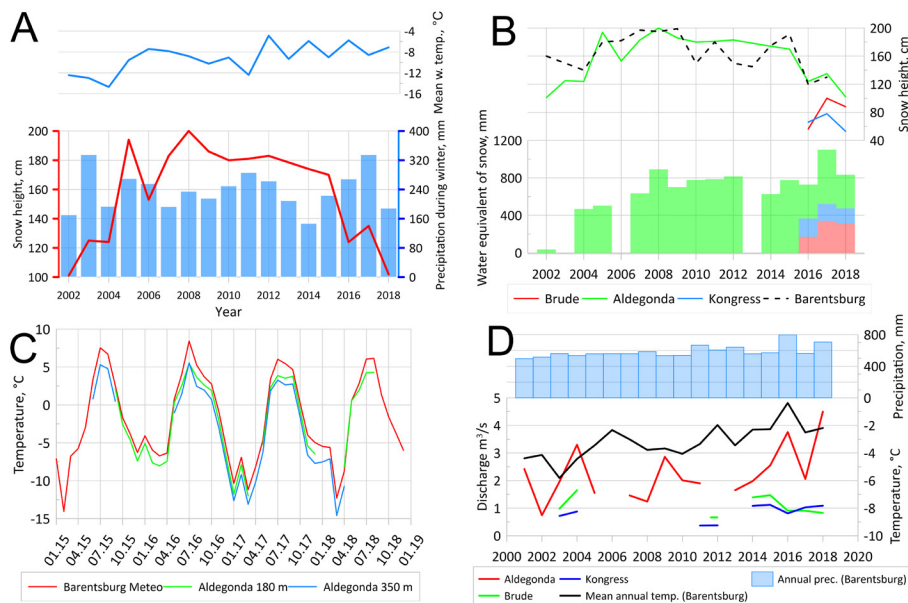 A
-4
-8
-12
-16
Mean w. temp., °C
200
180
160
140
120
100
Snow height, cm
400
320
240
160
80
0
Precipitation during winter, mm
2002 2004 2006 2008 2010 2012 2014 2016 2018
Year
B
200
160
120
80
40
Snow height, cm
1200
800
400
0
Water equivalent of snow, mm
2002 2004 2006 2008 2010 2012 2014 2016 2018
Brude Aldegonda Kongress Barentsburg
C
10
5
0
-5
-10
-15
Temperature, °C
01.15 04.15 07.15 10.15 01.16 04.16 07.16 10.16 01.17 04.17 07.17 10.17 01.18 04.18 07.18 10.18 01.19
Barentsburg Meteo Aldegonda 180 m Aldegonda 350 m
D
800
400
0
Precipitation, mm
5
4
3
2
1
0
Discharge m³/s
-2
-4
-6
-8
-10
Temperature, °C
2000 2002 2004 2006 2008 2010 2012 2014 2016 2018 2020
Aldegonda Kongress Annual prec. (Barentsburg)
Brude Mean annual temp. (Barentsburg)